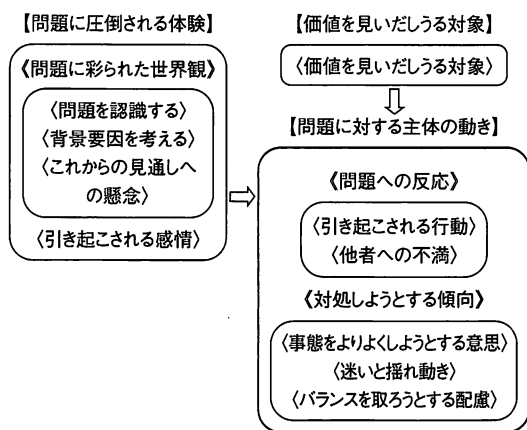 【問題に圧倒される体験】
《問題に彩られた世界観》
〈問題を認識する〉
〈背景要因を考える〉
〈これからの見通しへ
の懸念〉
〈引き起こされる感情〉
【価値を見いだしうる対象】
〈価値を見いだしうる対象〉
【問題に対する主体の動き】
《問題への反応》
〈引き起こされる行動〉
〈他者への不満〉
《対処しようとする傾向》
〈事態をよりよくしようとする意思〉
〈迷いと揺れ動き〉
〈バランスを取ろうとする配慮〉